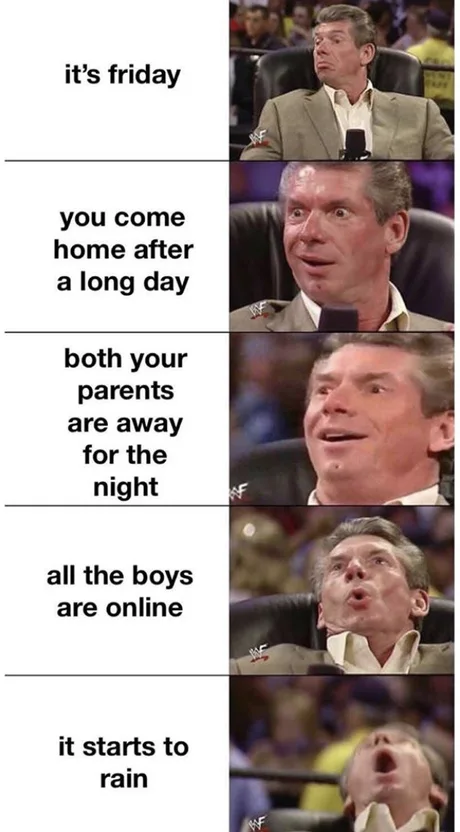 it's friday
you come
home after
a long day
both your
parents
are away
for the
night
all the boys
are online
it starts to
rain